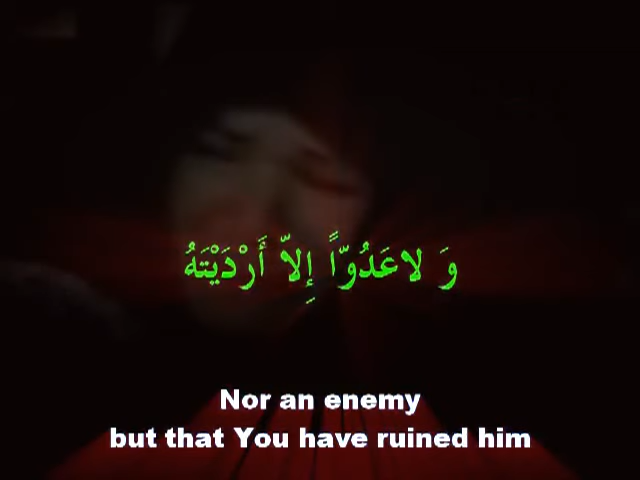 وَ لاعَدُوّاً إِلاّ أَرْدَيْتَهُ
Nor an enemy
but that You have ruined him